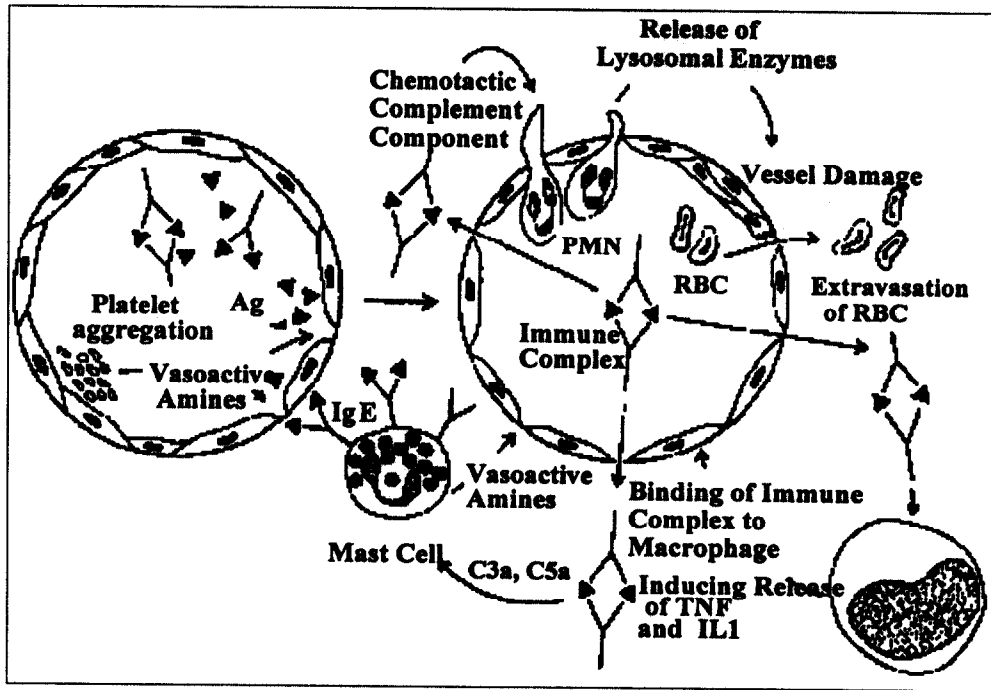 Release of
Lysosomal Enzymes
Chemotactic
Complement
Component
Vessel Damage
PMN
RBC
Extravasation
of RBC
Platelet
aggregation
Ag
Immune
Complex
Vasoactive
Amines
IgE
Vasoactive
Amines
Binding of Immune
Complex to
Macrophage
Mast Cell
C3a, C5a
Inducing Release
of TNF
and IL1